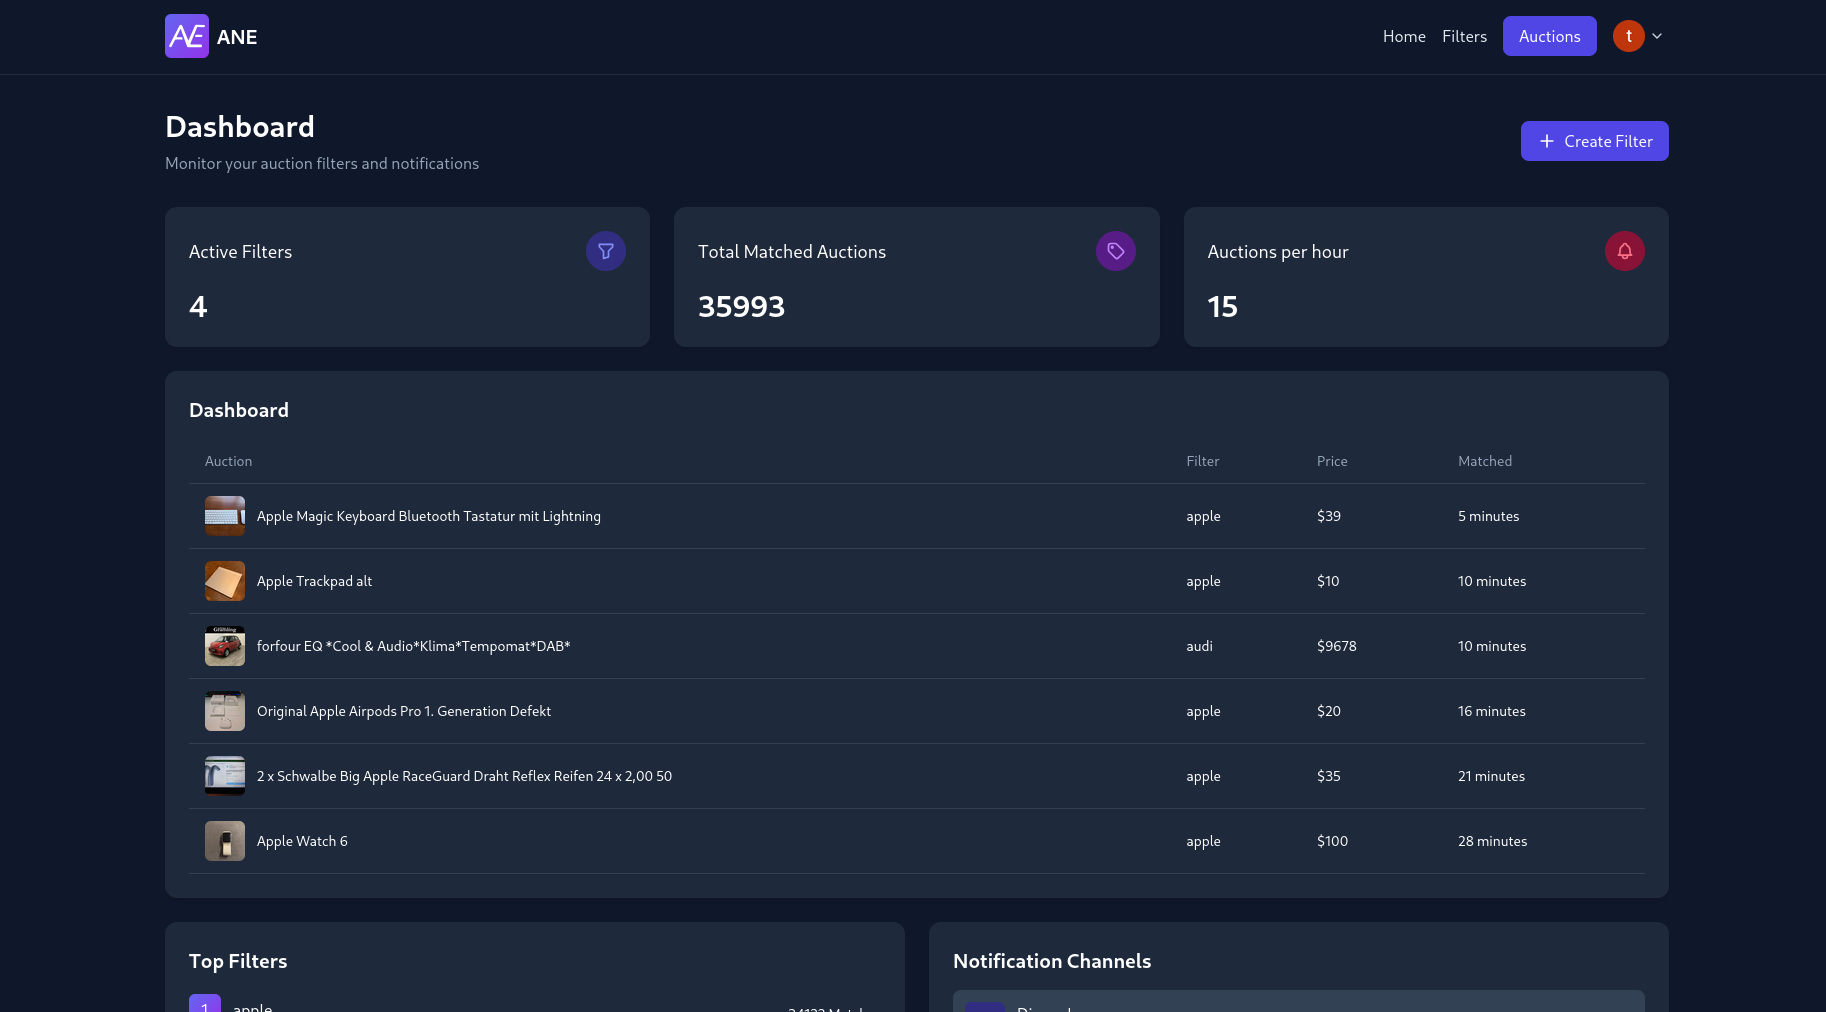 AE ANE
Home Filters Auctions t
Dashboard
Monitor your auction filters and notifications
Create Filter
Active Filters
4
Total Matched Auctions
35993
Auctions per hour
15
Dashboard
Auction Filter Price Matched
Apple Magic Keyboard Bluetooth Tastatur mit Lightning apple $39 5 minutes
Apple Trackpad alt apple $10 10 minutes
forfour EQ *Cool & Audio*Klima*Tempomat*DAB* audi $9678 10 minutes
Original Apple Airpods Pro 1. Generation Defekt apple $20 16 minutes
2 x Schwalbe Big Apple RaceGuard Draht Reflex Reifen 24 x 2,00 50 apple $35 21 minutes
Apple Watch 6 apple $100 28 minutes
Top Filters
1 apple
Notification Channels